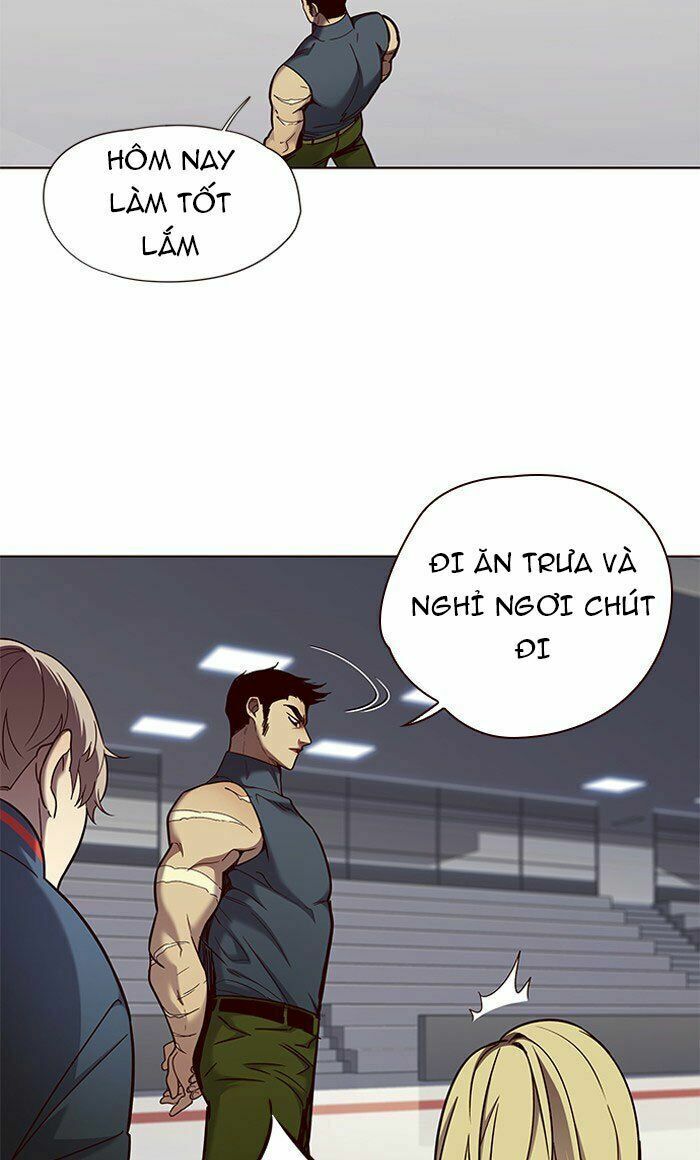 HÔM NAY
LÀM TỐT
LẮM
ĐI ĂN TRƯA VÀ
NGHỈ NGƠI CHÚT
ĐI